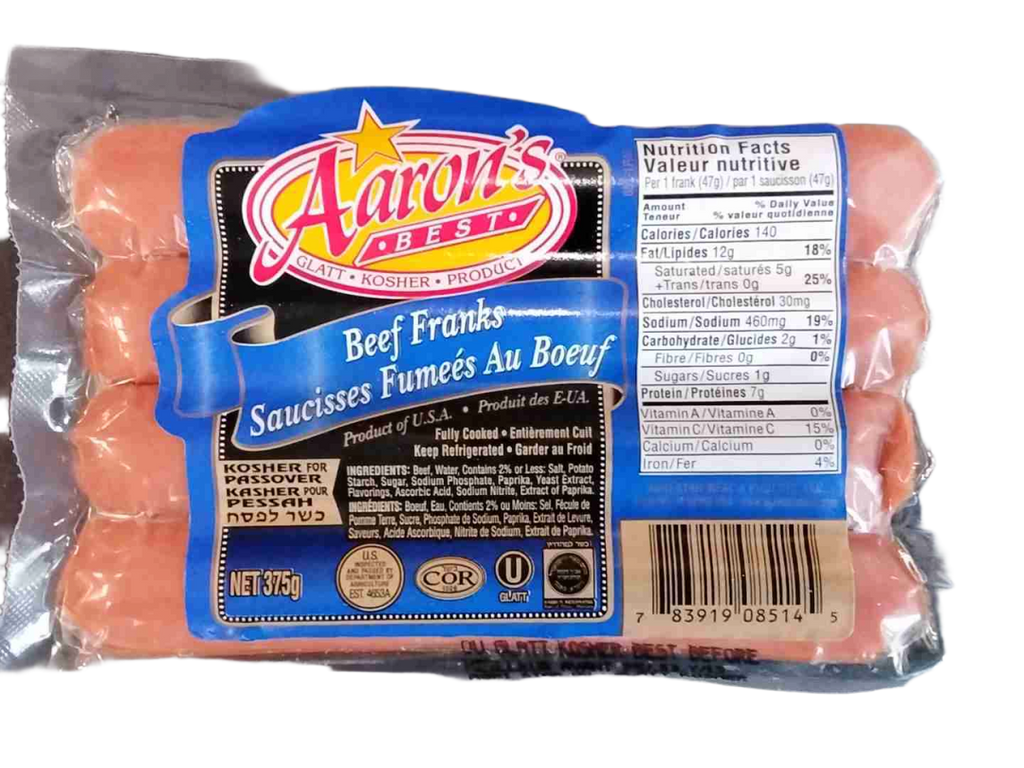 Aaron's
BEST
GLATT • KOSHER • PRODUCT
Beef Franks
Saucisses Fumeés Au Boeuf
Product of U.S.A. • Produit des E-UA.
Fully Cooked • Entièrement Cuit
Keep Refrigerated • Garder au Froid
KOSHER FOR
PASSOVER
KASHER POUR
PESSAH
כשר לפסח
INGREDIENTS: Beef, Water, Contains 2% or Less: Salt, Potato
Starch, Sugar, Sodium Phosphate, Paprika, Yeast Extract,
Flavorings, Ascorbic Acid, Sodium Nitrite, Extract of Paprika.
INGRÉDIENTS: Boeuf, Eau, Contients 2% ou Moins: Sel, Fécule de
Pomme Terre, Sucre, Phosphate de Sodium, Paprika, Extrait de Levure,
Saveurs, Acide Ascorbique, Nitrite de Sodium, Extrait de Paprika.
NET 375g
U.S.
INSPECTED
AND PASSED BY
DEPARTMENT OF
AGRICULTURE
EST. 4653A
COR
U
GLATT
Nutrition Facts
Valeur nutritive
Per 1 frank (47g) / par 1 saucisson (47g)
Amount % Daily Value
Teneur % valeur quotidienne
Calories/Calories 140
Fat/Lipides 12g 18%
Saturated/saturés 5g
+Trans/trans 0g 25%
Cholesterol/Cholestérol 30mg
Sodium/Sodium 460mg 19%
Carbohydrate/Glucides 2g 1%
Fibre/Fibres 0g 0%
Sugars/Sucres 1g
Protein/Protéines 7g
Vitamin A/Vitamine A 0%
Vitamin C/Vitamine C 15%
Calcium/Calcium 0%
Iron/Fer 4%
7 83919 08514 5
GLATT KOSHER BEST BEFORE